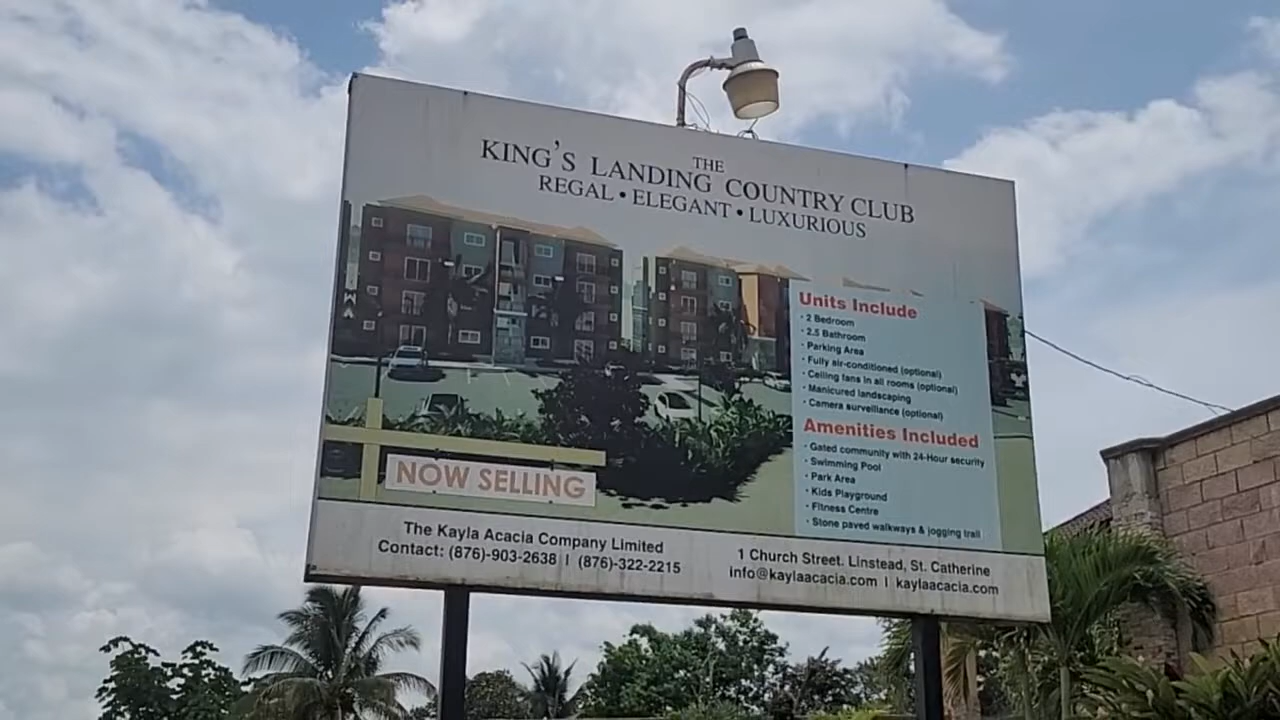 THE
KING'S LANDING COUNTRY CLUB
REGAL • ELEGANT • LUXURIOUS
Units Include
· 2 Bedroom
· 2.5 Bathroom
· Parking Area
· Fully air-conditioned (optional)
· Ceiling fans in all rooms (optional)
· Manicured landscaping
· Camera surveillance (optional)
Amenities Included
· Gated community with 24-Hour security
· Swimming Pool
· Park Area
· Kids Playground
· Fitness Centre
· Stone paved walkways & jogging trail
NOW SELLING
The Kayla Acacia Company Limited
Contact: (876)-903-2638 | (876)-322-2215
1 Church Street. Linstead, St. Catherine
info@kaylaacacia.com | kaylaacacia.com